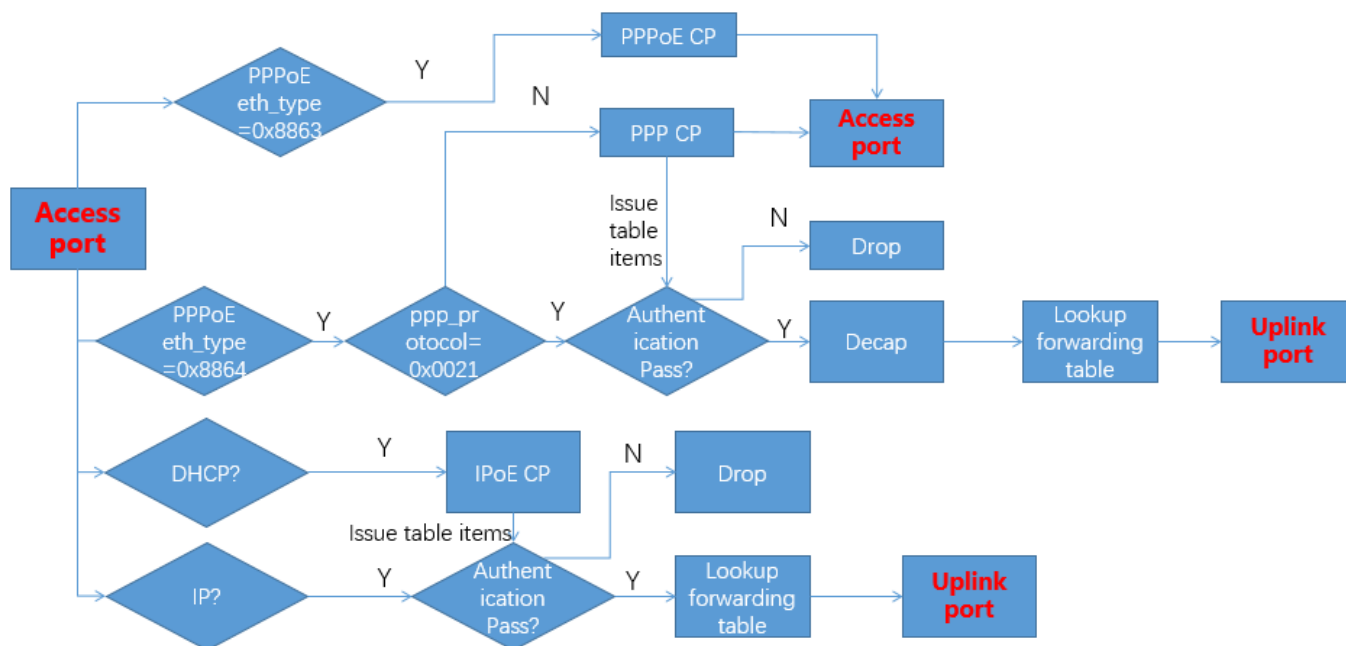 PPPoE
eth_type
=0x8863
Y
PPPoE CP
N
PPP CP
Access
port
Access
port
Issue
table
items
N
Drop
PPPoE
eth_type
=0x8864
Y
ppp_pr
otocol=
0x0021
Y
Authent
ication
Pass?
Y
Decap
Lookup
forwarding
table
Uplink
port
DHCP?
Y
IPoE CP
N
Drop
Issue table items
IP?
Y
Authent
ication
Pass?
Y
Lookup
forwarding
table
Uplink
port